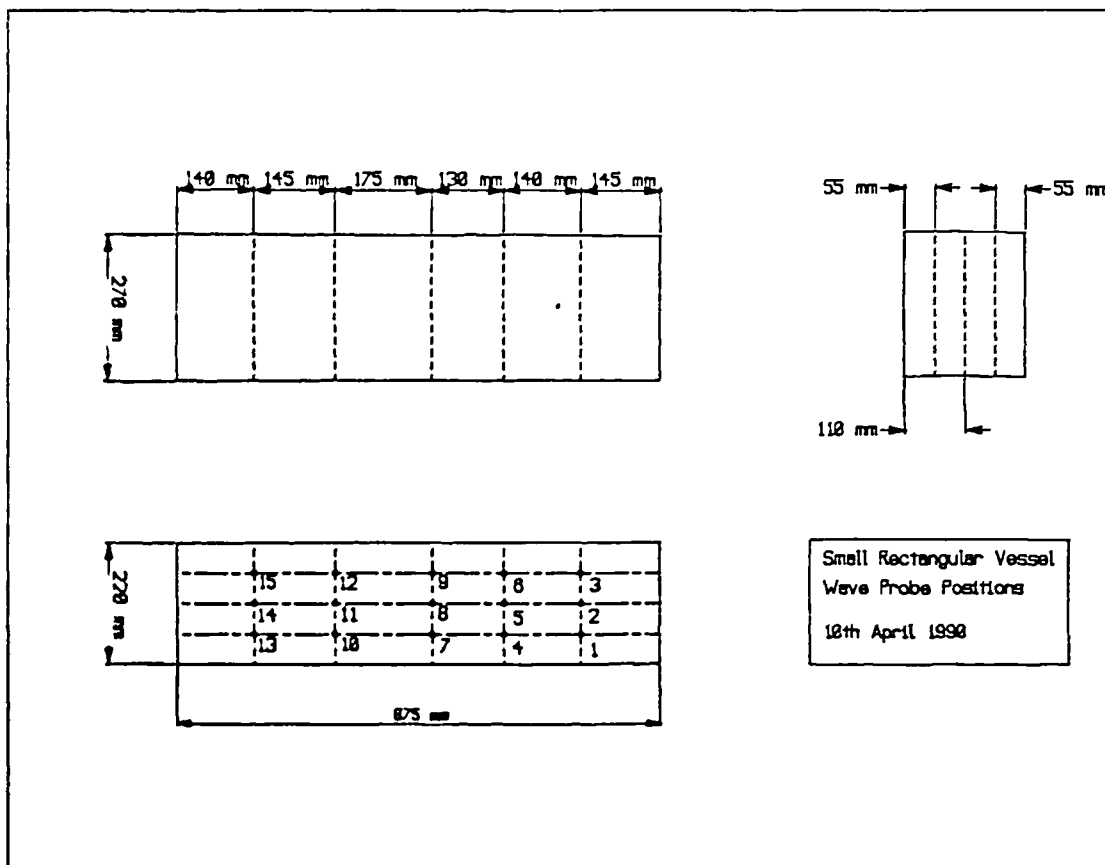 140 mm 145 mm 175 mm 130 mm 140 mm 145 mm
55 mm 55 mm
270 mm
110 mm
220 mm
15 12 9 6 3
14 11 8 5 2
13 10 7 4 1
875 mm
Small Rectangular Vessel
Wave Probe Positions
10th April 1990